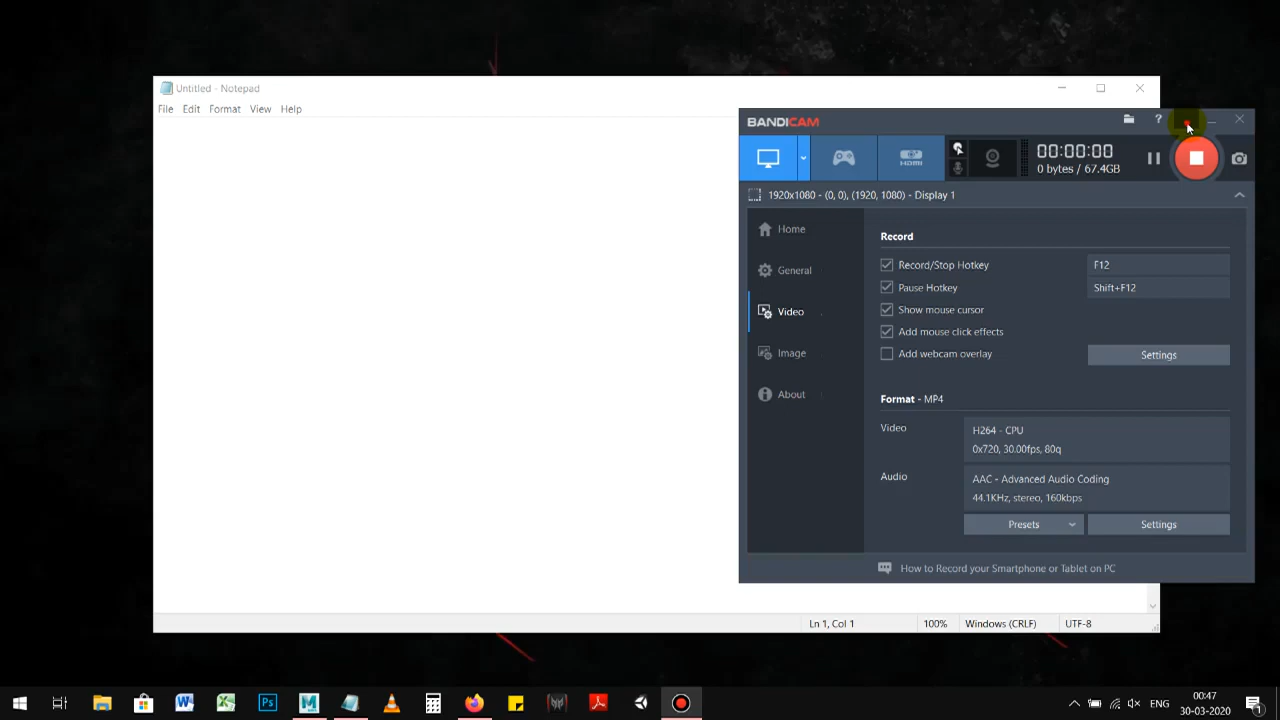 Untitled - Notepad
File Edit Format View Help
BANDICAM
?
HDMI
00:00:00
0 bytes / 67.4GB
1920x1080 - (0, 0), (1920, 1080) - Display 1
Home
General
Video
Image
About
Record
Record/Stop Hotkey F12
Pause Hotkey Shift+F12
Show mouse cursor
Add mouse click effects
Add webcam overlay Settings
Format - MP4
Video H264 - CPU
0x720, 30.00fps, 80q
Audio AAC - Advanced Audio Coding
44.1KHz, stereo, 160kbps
Presets Settings
How to Record your Smartphone or Tablet on PC
Ln 1, Col 1 100% Windows (CRLF) UTF-8
Ps
ENG
00:47
30-03-2020
1